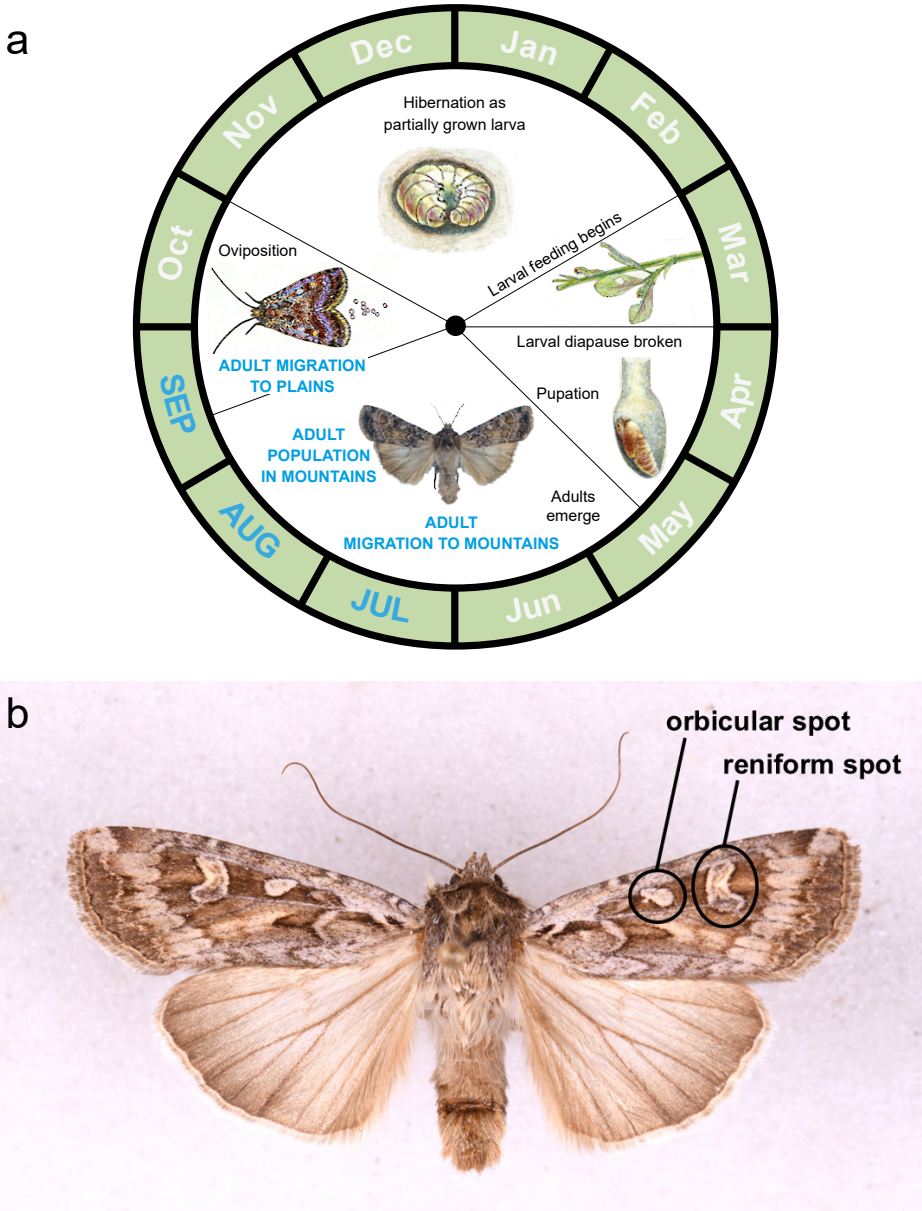 a
Dec
Jan
Nov
Feb
Oct
Mar
SEP
Apr
AUG
May
JUL
Jun
Hibernation as
partially grown larva
Larval feeding begins
Oviposition
ADULT MIGRATION
TO PLAINS
Larval diapause broken
Pupation
ADULT
POPULATION
IN MOUNTAINS
Adults
emerge
ADULT
MIGRATION TO MOUNTAINS
b
orbicular spot
reniform spot